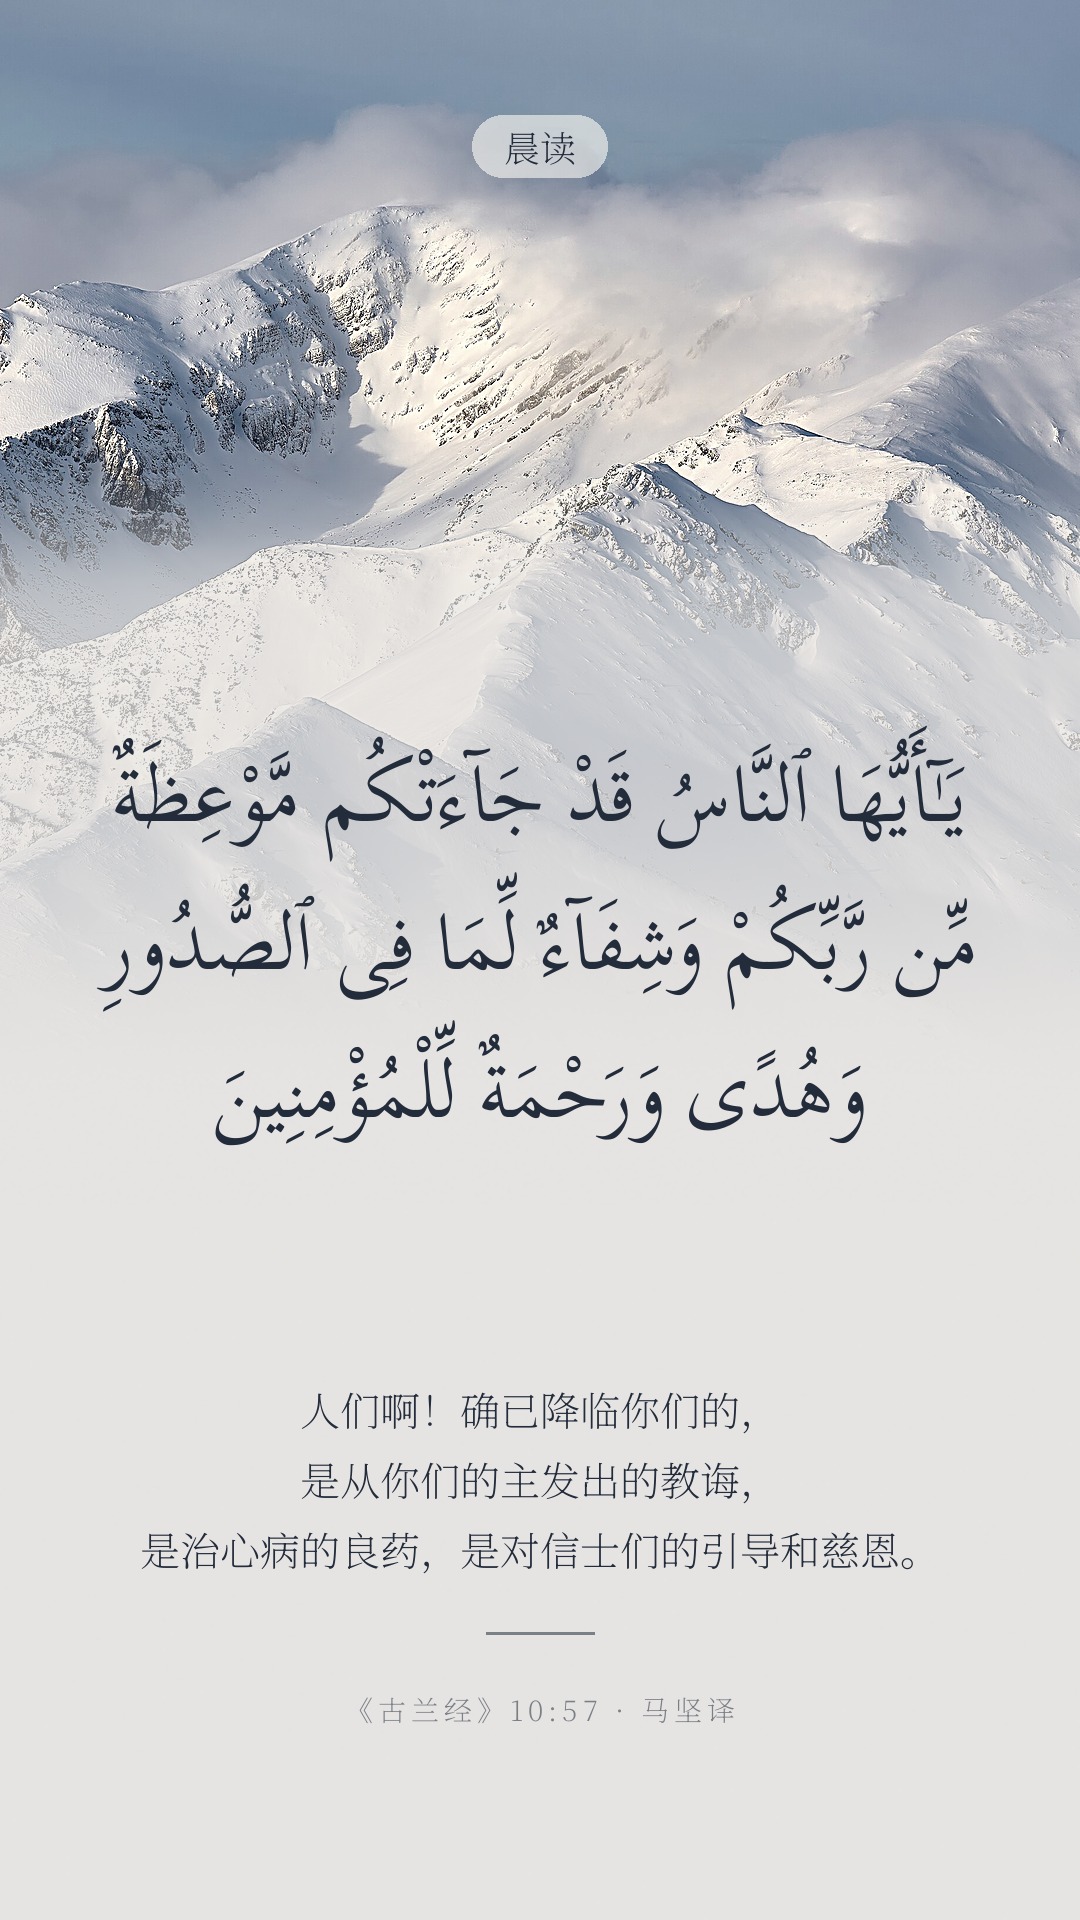 晨读
يَـٰٓأَيُّهَا ٱلنَّاسُ قَدْ جَآءَتْكُم مَّوْعِظَةٌ
مِّن رَّبِّكُمْ وَشِفَآءٌ لِّمَا فِى ٱلصُّدُورِ
وَهُدًى وَرَحْمَةٌ لِّلْمُؤْمِنِينَ
人们啊！确已降临你们的，
是从你们的主发出的教诲，
是治心病的良药，是对信士们的引导和慈恩。
《古兰经》10:57 · 马坚译